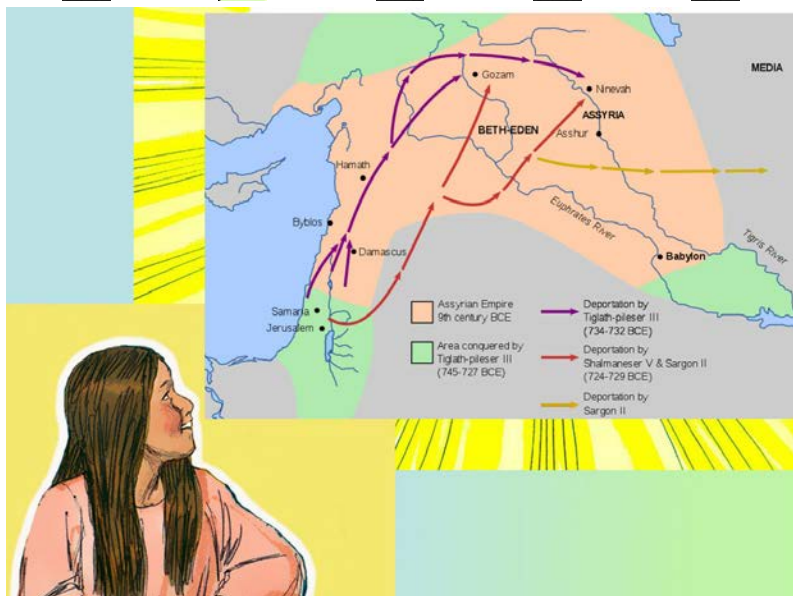 MEDIA
Gozam
Ninevah
ASSYRIA
BETH-EDEN
Asshur
Hamath
Euphrates River
Byblos
Tigris River
Damascus
Babylon
Samaria
Jerusalem
Assyrian Empire
9th century BCE
Area conquered by
Tiglath-pileser III
(745-727 BCE)
Deportation by
Tiglath-pileser III
(734-732 BCE)
Deportation by
Shalmaneser V & Sargon II
(724-729 BCE)
Deportation by
Sargon II